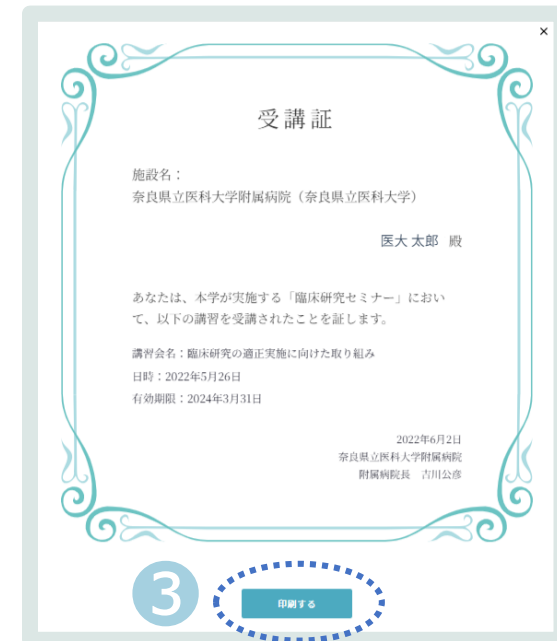 ×
受講証
施設名：
奈良県立医科大学附属病院（奈良県立医科大学）
医大 太郎 殿
あなたは、本学が実施する「臨床研究セミナー」におい
て、以下の講習を受講されたことを証します。
講習会名：臨床研究の適正実施に向けた取り組み
日時：2022年5月26日
有効期限：2024年3月31日
2022年6月2日
奈良県立医科大学附属病院
附属病院長 吉川公彦
3
印刷する